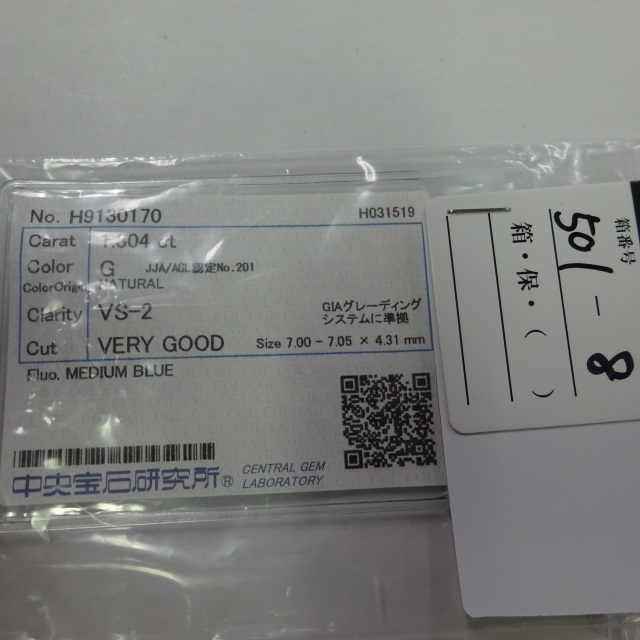 No. H9130170
H031519
Carat 1.304 ct
Color G JJA/AGL認定No.201
ColorOrigin NATURAL
Clarity VS-2
GIAグレーディング
システムに準拠
Cut VERY GOOD Size 7.00 - 7.05 × 4.31 mm
Fluo. MEDIUM BLUE
中央宝石研究所® CENTRAL GEM
LABORATORY
箱番号
501-8
箱・保・( )